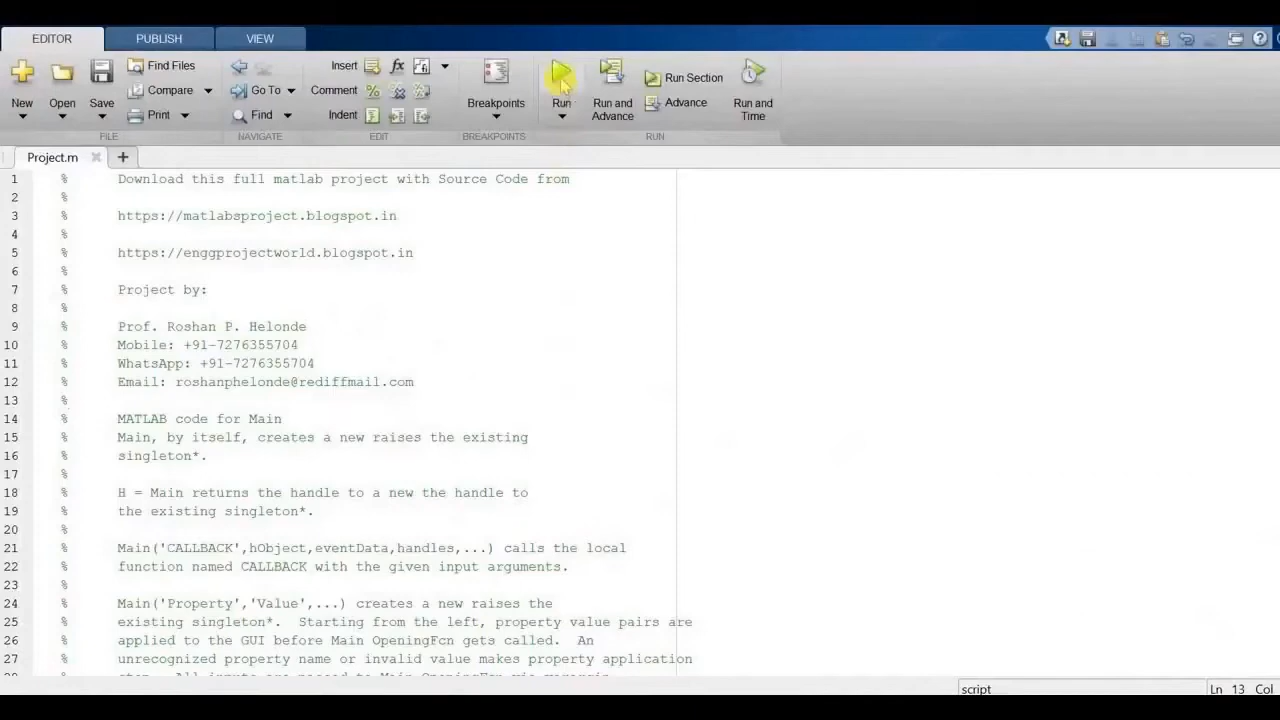 EDITOR PUBLISH VIEW
New Open Save Find Files Compare Print
FILE
Go To Find
NAVIGATE
Insert fx
Comment %
Indent
EDIT
Breakpoints
BREAKPOINTS
Run Run and Advance Run Section Advance Run and Time
RUN
Project.m
1 % Download this full matlab project with Source Code from
2 %
3 % https://matlabsproject.blogspot.in
4 %
5 % https://enggprojectworld.blogspot.in
6 %
7 % Project by:
8 %
9 % Prof. Roshan P. Helonde
10 % Mobile: +91-7276355704
11 % WhatsApp: +91-7276355704
12 % Email: roshanphelonde@rediffmail.com
13 %
14 % MATLAB code for Main
15 % Main, by itself, creates a new raises the existing
16 % singleton*.
17 %
18 % H = Main returns the handle to a new the handle to
19 % the existing singleton*.
20 %
21 % Main('CALLBACK',hObject,eventData,handles,...) calls the local
22 % function named CALLBACK with the given input arguments.
23 %
24 % Main('Property','Value',...) creates a new raises the
25 % existing singleton*. Starting from the left, property value pairs are
26 % applied to the GUI before Main OpeningFcn gets called. An
27 % unrecognized property name or invalid value makes property application
script Ln 13 Col